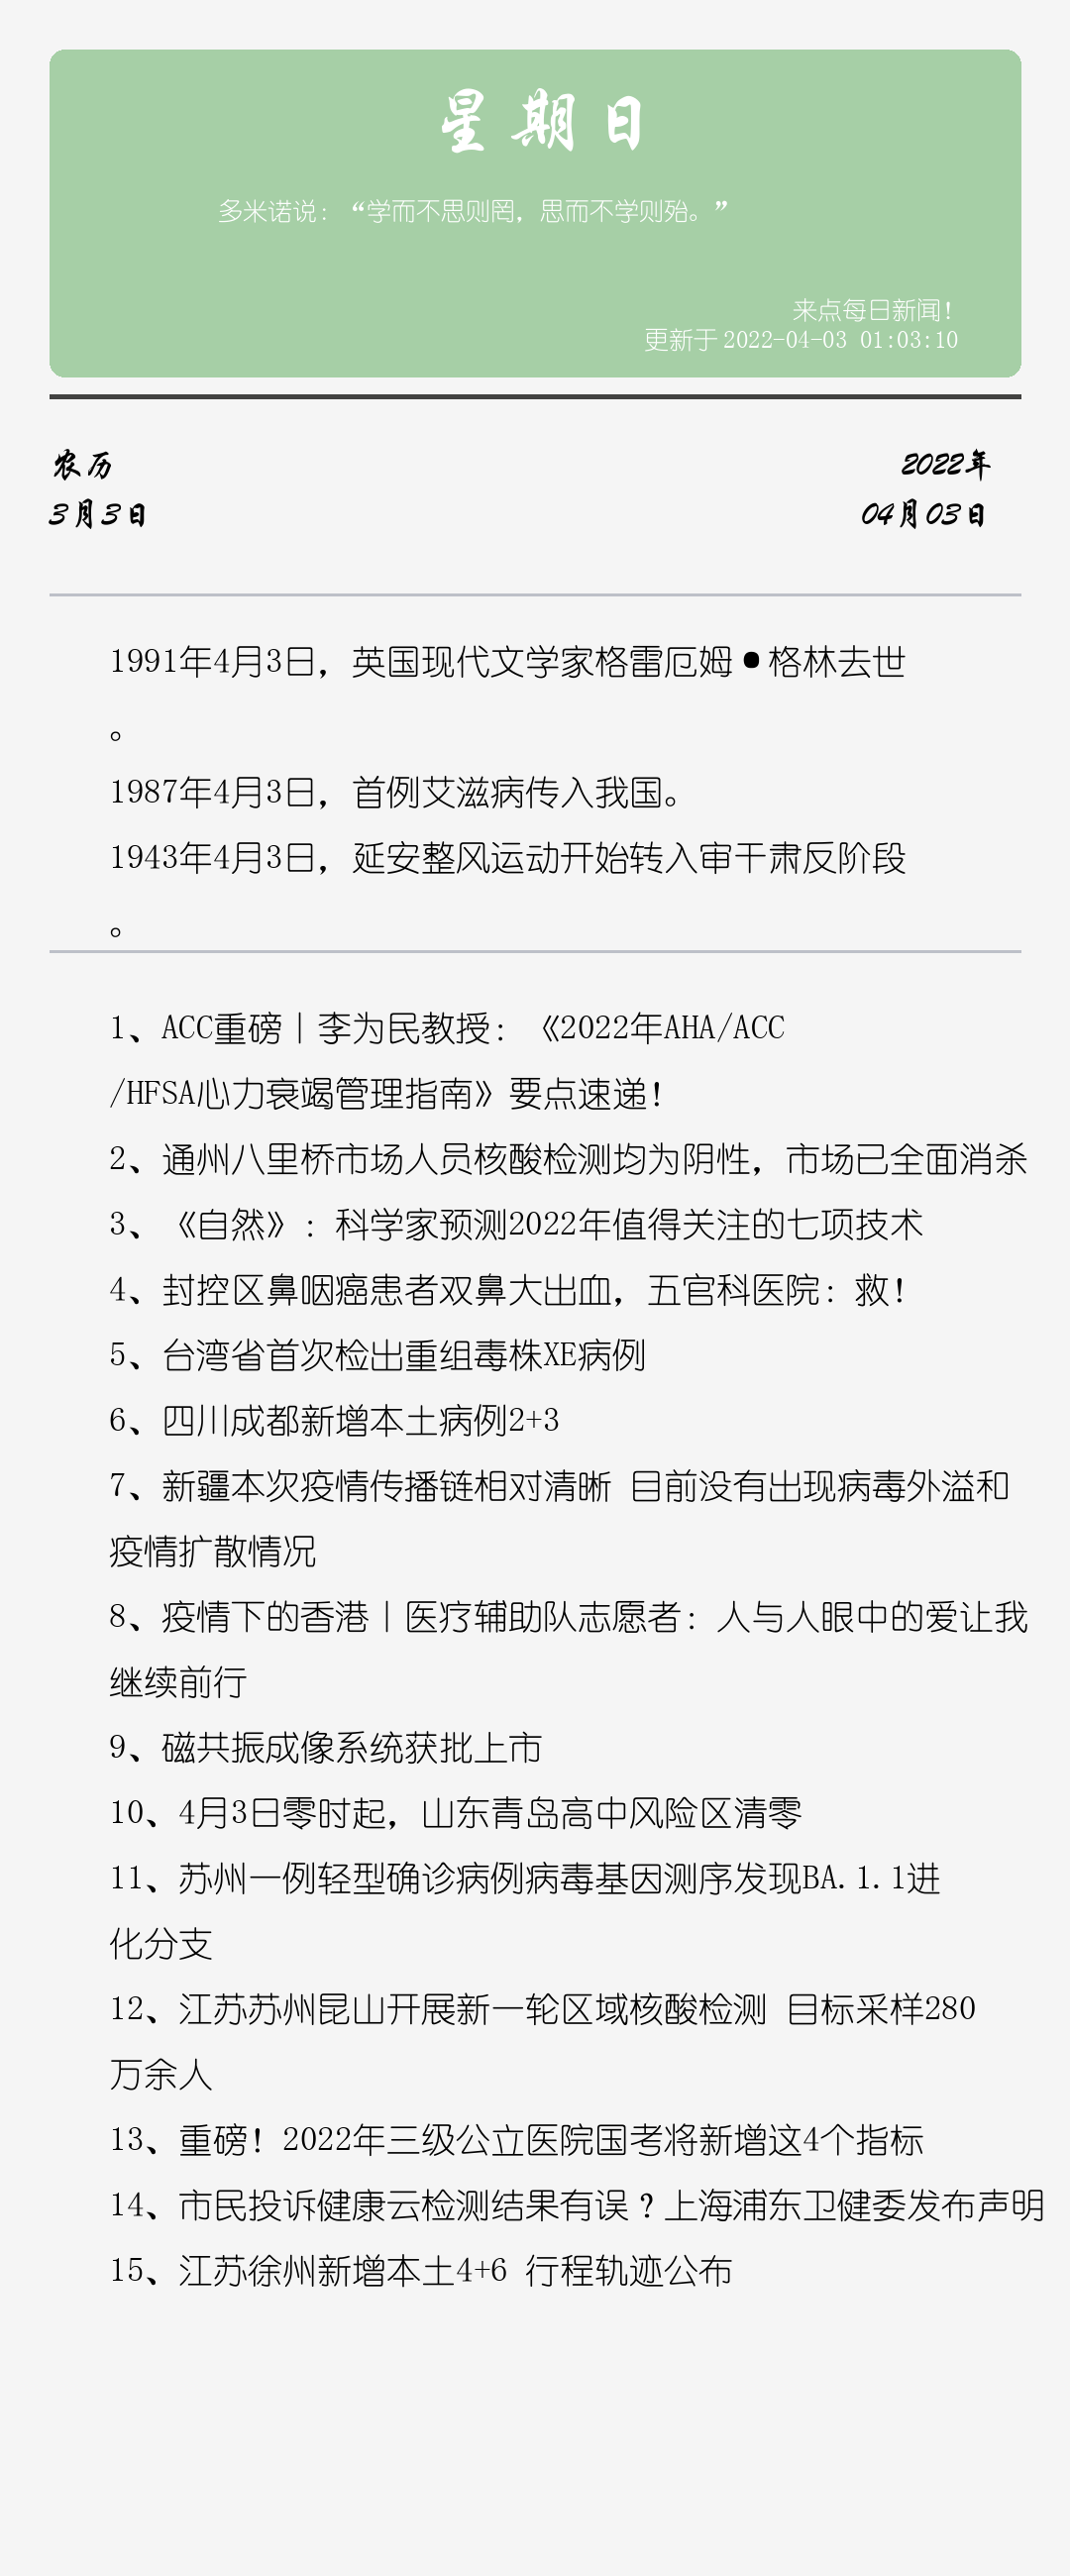 星期日
多米诺说：“学而不思则罔，思而不学则殆。”
来点每日新闻！
更新于 2022-04-03 01:03:10
农历
2022年
3月3日
04月03日
1991年4月3日，英国现代文学家格雷厄姆•格林去世
。
1987年4月3日，首例艾滋病传入我国。
1943年4月3日，延安整风运动开始转入审干肃反阶段
。
1、ACC重磅丨李为民教授：《2022年AHA/ACC
/HFSA心力衰竭管理指南》要点速递！
2、通州八里桥市场人员核酸检测均为阴性，市场已全面消杀
3、《自然》：科学家预测2022年值得关注的七项技术
4、封控区鼻咽癌患者双鼻大出血，五官科医院：救！
5、台湾省首次检出重组毒株XE病例
6、四川成都新增本土病例2+3
7、新疆本次疫情传播链相对清晰 目前没有出现病毒外溢和
疫情扩散情况
8、疫情下的香港丨医疗辅助队志愿者：人与人眼中的爱让我
继续前行
9、磁共振成像系统获批上市
10、4月3日零时起，山东青岛高中风险区清零
11、苏州一例轻型确诊病例病毒基因测序发现BA.1.1进
化分支
12、江苏苏州昆山开展新一轮区域核酸检测 目标采样280
万余人
13、重磅！2022年三级公立医院国考将新增这4个指标
14、市民投诉健康云检测结果有误？上海浦东卫健委发布声明
15、江苏徐州新增本土4+6 行程轨迹公布